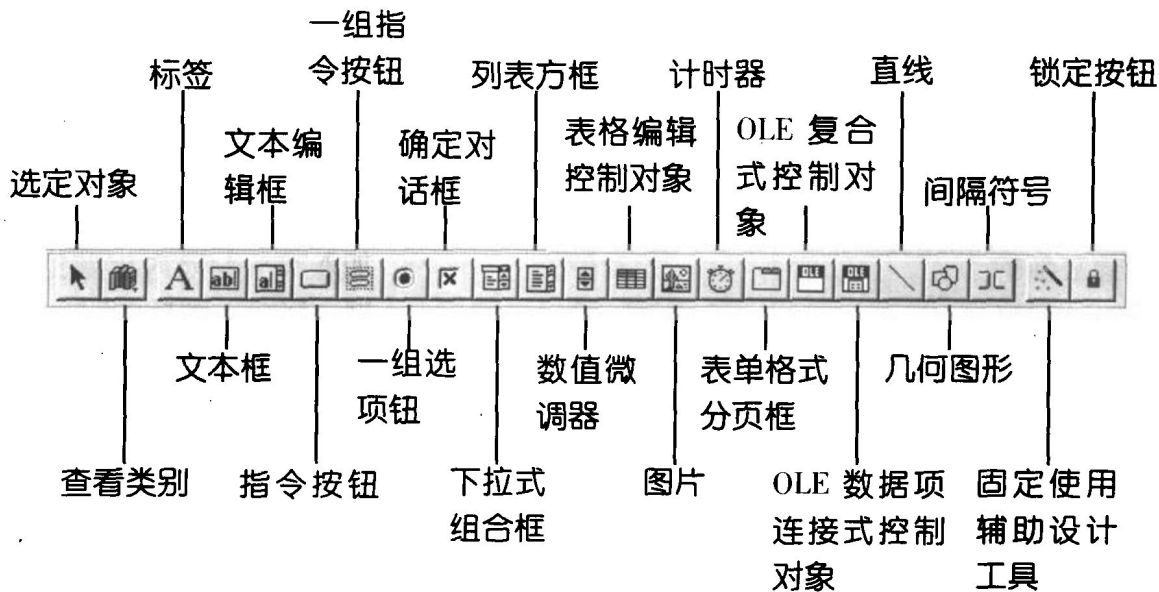 一组指
令按钮
标签
列表方框
计时器
直线
锁定按钮
文本编
辑框
确定对
话框
表格编辑
控制对象
OLE 复合
式控制对
象
选定对象
间隔符号
A
ab
a
OLE
OLE
文本框
一组选
项钮
数值微
调器
表单格式
分页框
几何图形
查看类别
指令按钮
下拉式
组合框
图片
OLE 数据项
连接式控制
对象
固定使用
辅助设计
工具